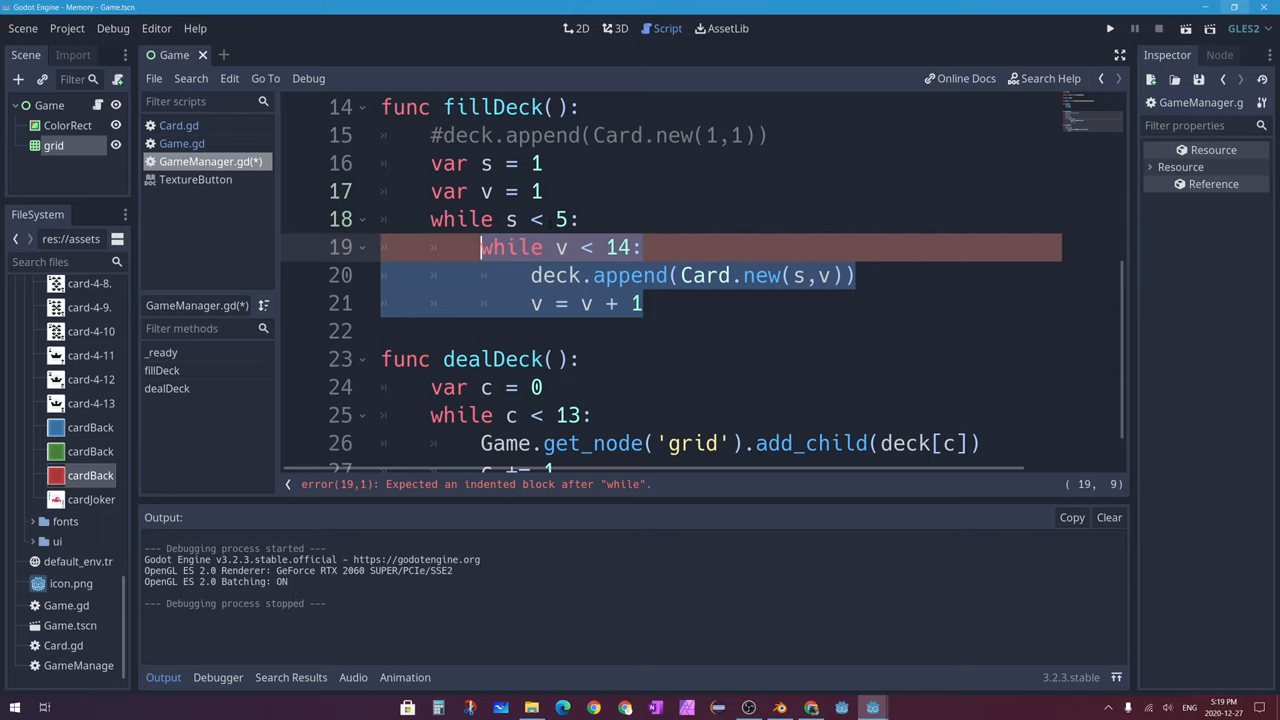 Godot Engine - Memory - Game.tscn
Scene Project Debug Editor Help
2D 3D Script AssetLib
GLES2
Scene Import
Game
Inspector Node
Filter
File Search Edit Go To Debug
Online Docs Search Help
Game
ColorRect
grid
Filter scripts
Card.gd
Game.gd
GameManager.gd(*)
TextureButton
GameManager.g
Filter properties
Resource
Resource
Reference
14 func fillDeck():
15 #deck.append(Card.new(1,1))
16 var s = 1
17 var v = 1
18 while s < 5:
19 while v < 14:
20 deck.append(Card.new(s,v))
21 v = v + 1
22
23 func dealDeck():
24 var c = 0
25 while c < 13:
26 Game.get_node('grid').add_child(deck[c])
27 c += 1
FileSystem
res://assets
Search files
card-4-8.
card-4-9.
card-4-10
card-4-11
card-4-12
card-4-13
cardBack
cardBack
cardBack
cardJoker
fonts
ui
default_env.tr
icon.png
Game.gd
Game.tscn
Card.gd
GameManage
GameManager.gd(*)
Filter methods
_ready
fillDeck
dealDeck
error(19,1): Expected an indented block after "while".
( 19, 9)
Output:
Copy Clear
--- Debugging process started ---
Godot Engine v3.2.3.stable.official - https://godotengine.org
OpenGL ES 2.0 Renderer: GeForce RTX 2060 SUPER/PCIe/SSE2
OpenGL ES 2.0 Batching: ON
--- Debugging process stopped ---
Output Debugger Search Results Audio Animation
3.2.3.stable
5:19 PM
2020-12-27